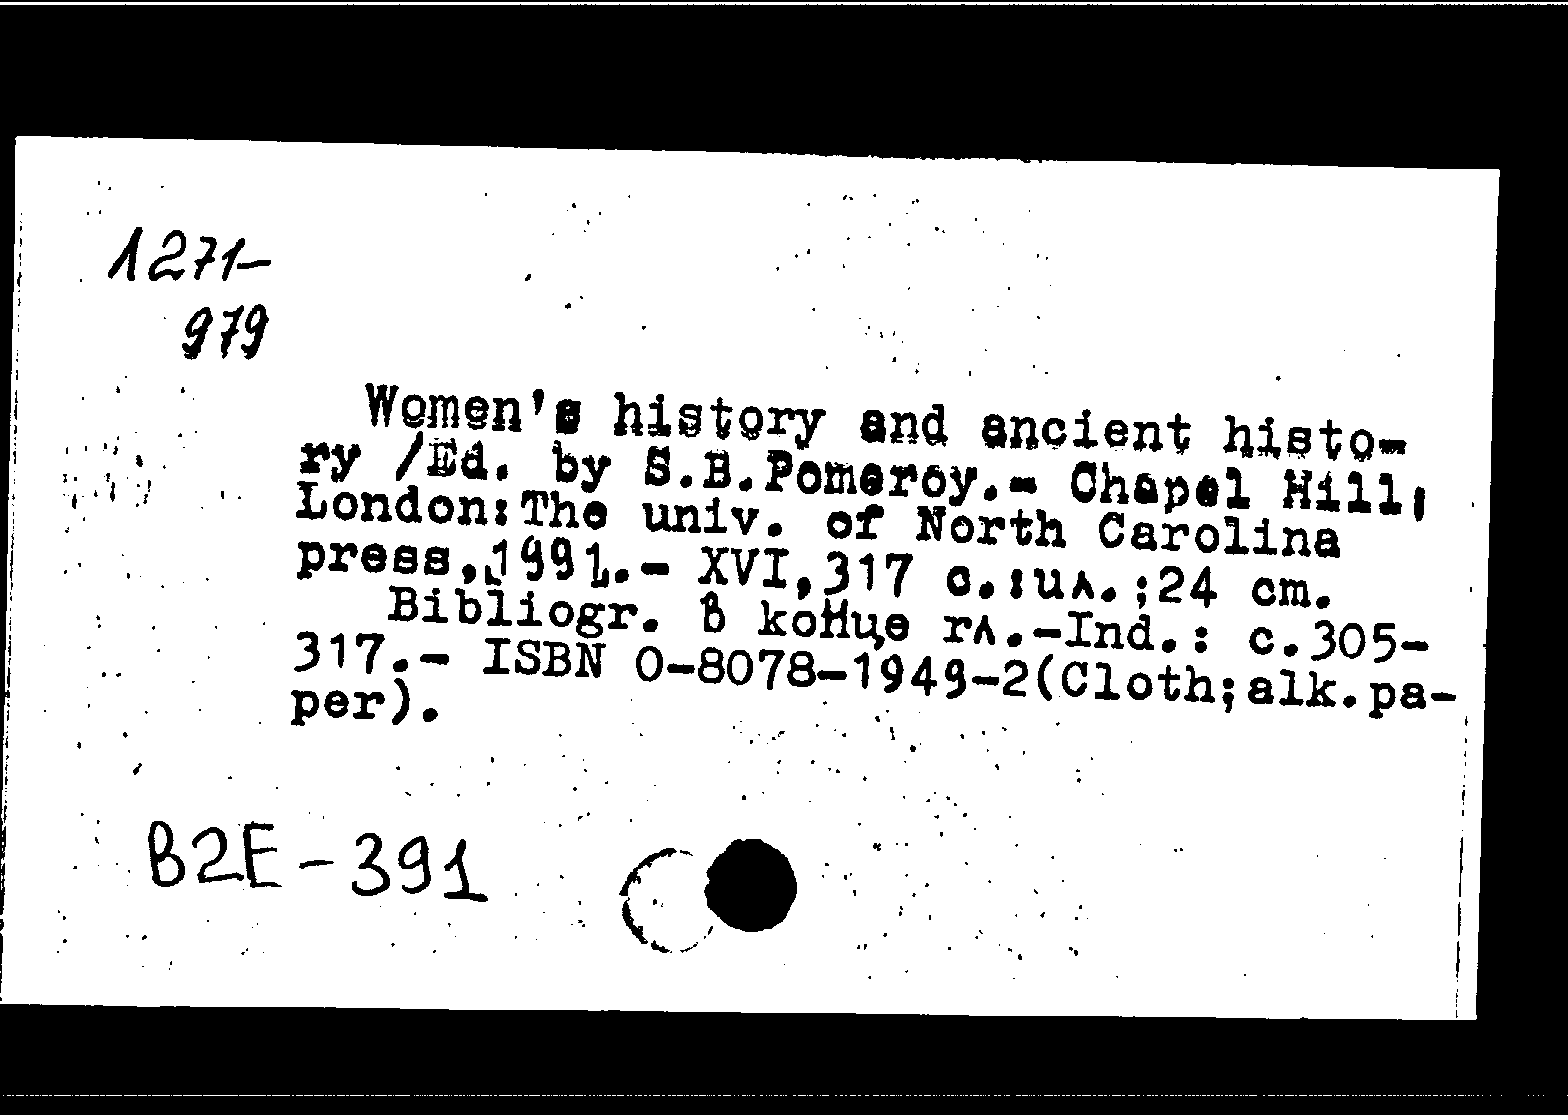 1271-
979
Women's history and ancient histo-
ry /Ed. by S.B.Pomeroy.- Chapel Hill;
London:The univ. of North Carolina
press,1991.- XVI,317 c.:ил.;24 cm.
Bibliogr. в конце гл.-Ind.: c.305-
317.- ISBN 0-8078-1949-2(Cloth;alk.pa-
per).
B2E-391